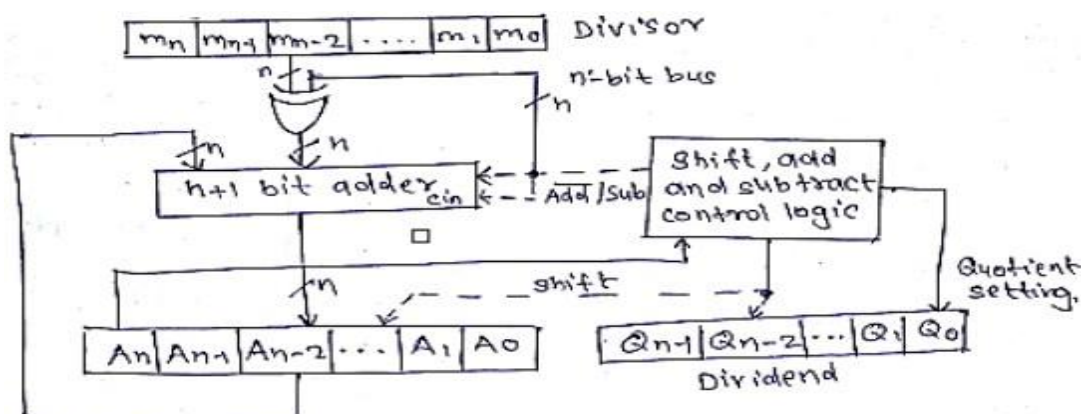 mn mn-1 mn-2 .... m1 m0 Divisor
n
n-bit bus
n
n
n
n+1 bit adder cin
Add/Sub
shift, add
and subtract
control logic
n
shift
Quotient
setting.
An An-1 An-2 ... A1 A0
Qn-1 Qn-2 ... Q1 Q0
Dividend